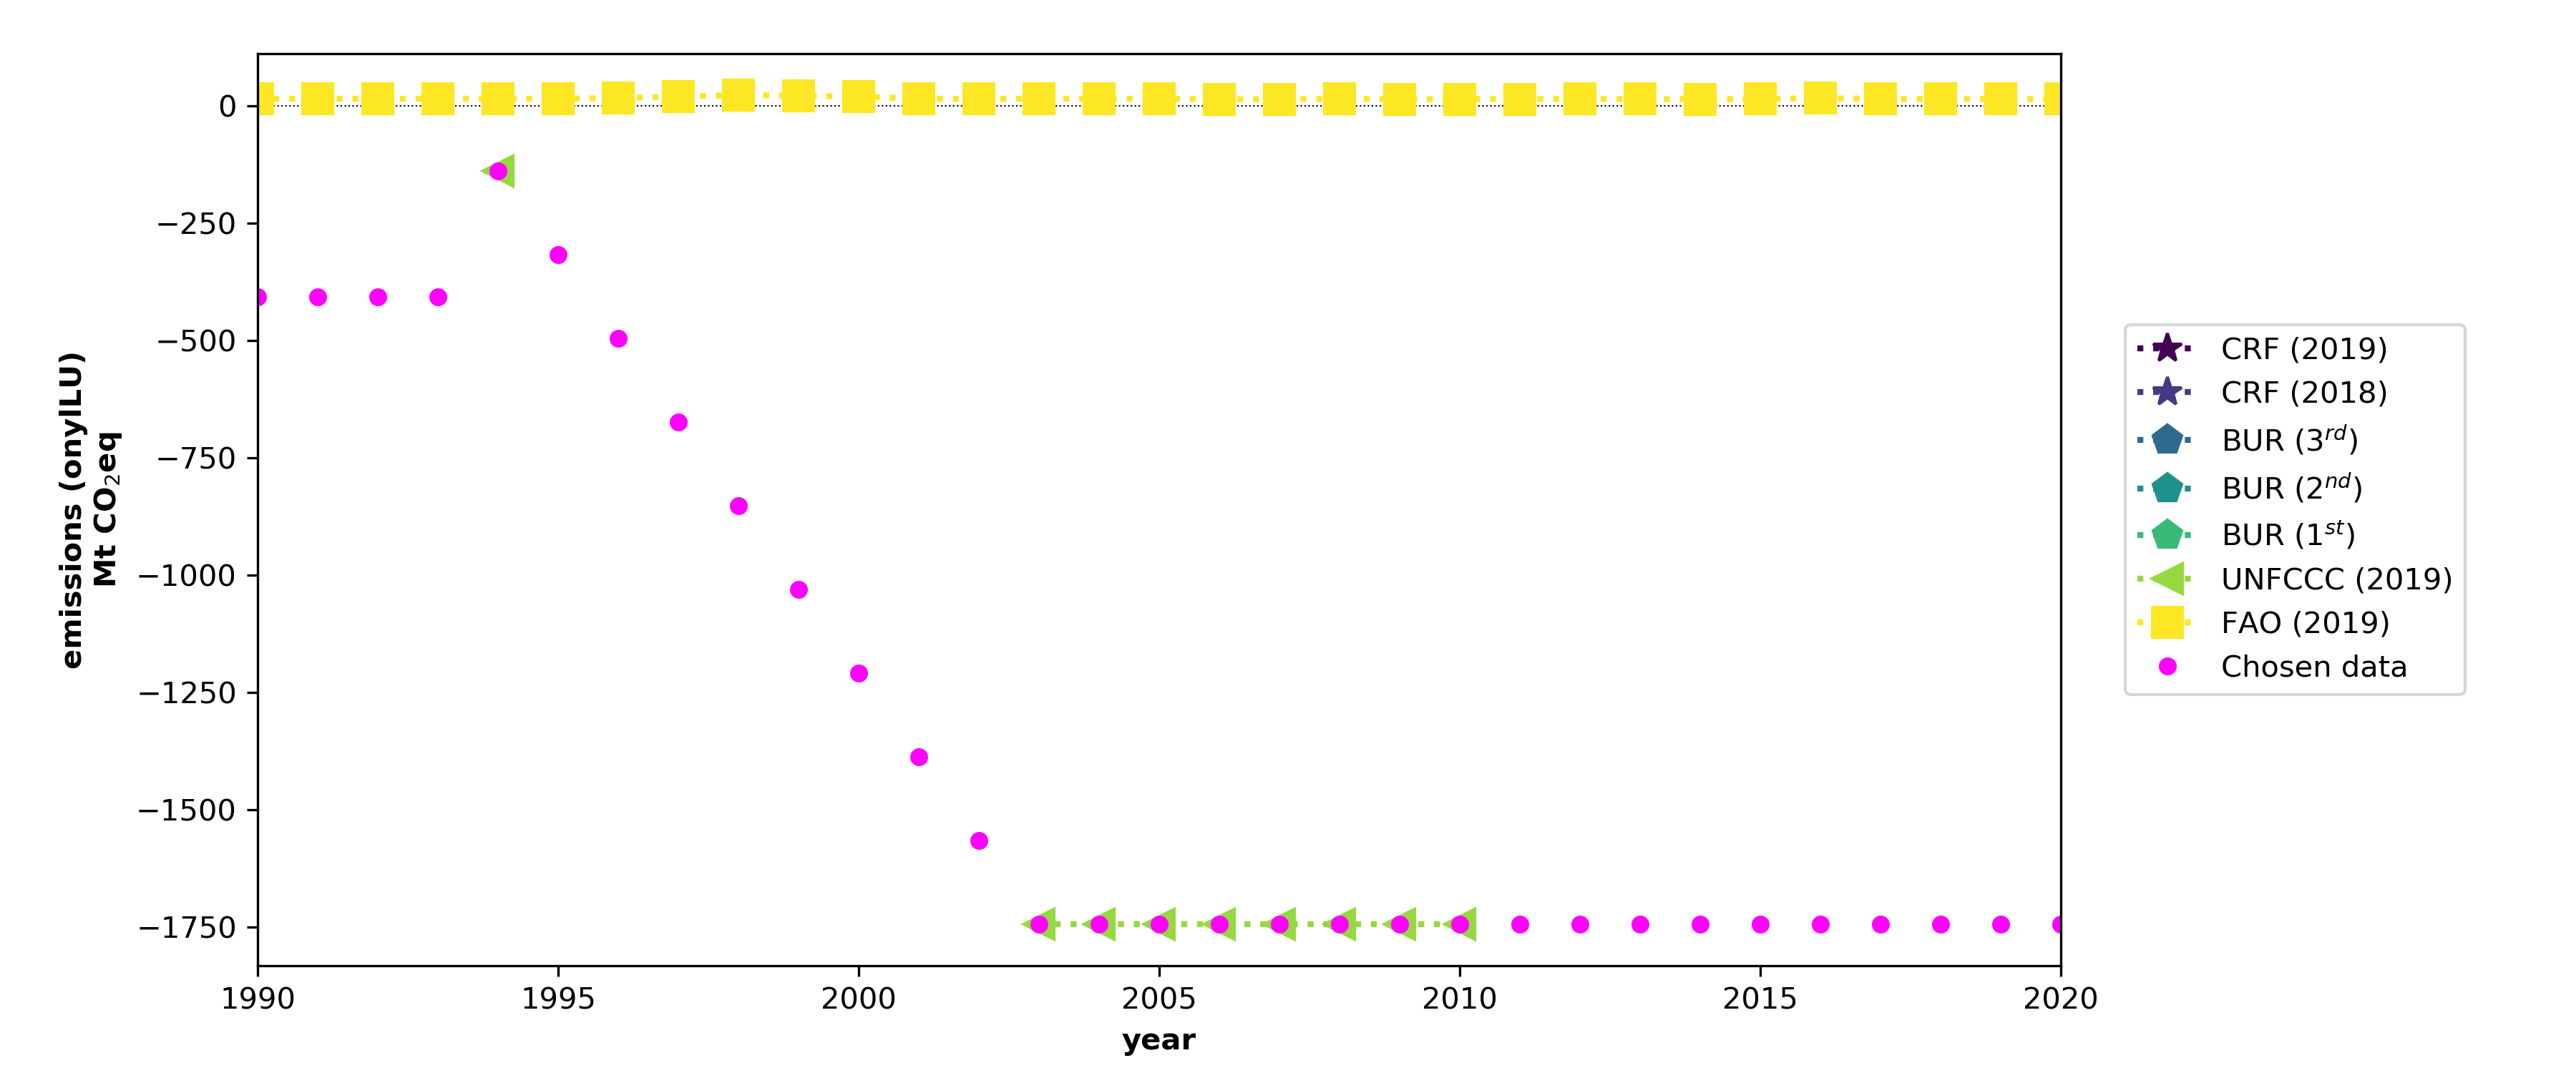 emissions (onylLU)
Mt CO₂eq
0
−250
−500
−750
−1000
−1250
−1500
−1750
1990 1995 2000 2005 2010 2015 2020
year
CRF (2019)
CRF (2018)
BUR (3ʳᵈ)
BUR (2ⁿᵈ)
BUR (1ˢᵗ)
UNFCCC (2019)
FAO (2019)
Chosen data